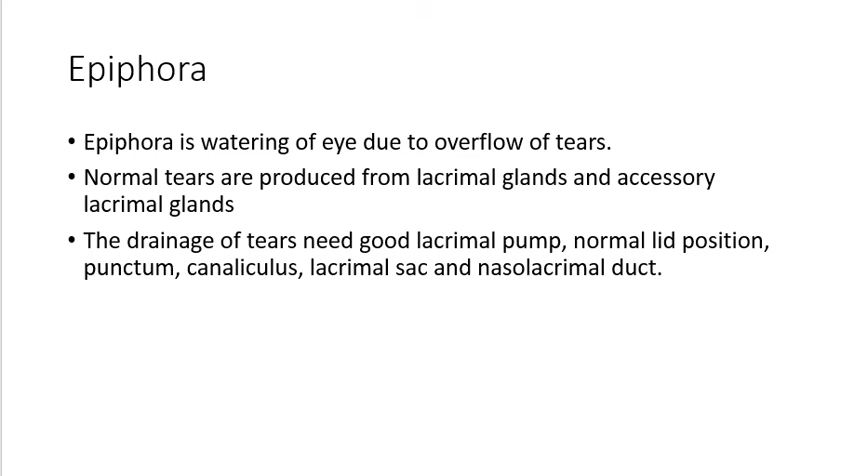 Epiphora
• Epiphora is watering of eye due to overflow of tears.
• Normal tears are produced from lacrimal glands and accessory
lacrimal glands
• The drainage of tears need good lacrimal pump, normal lid position,
punctum, canaliculus, lacrimal sac and nasolacrimal duct.